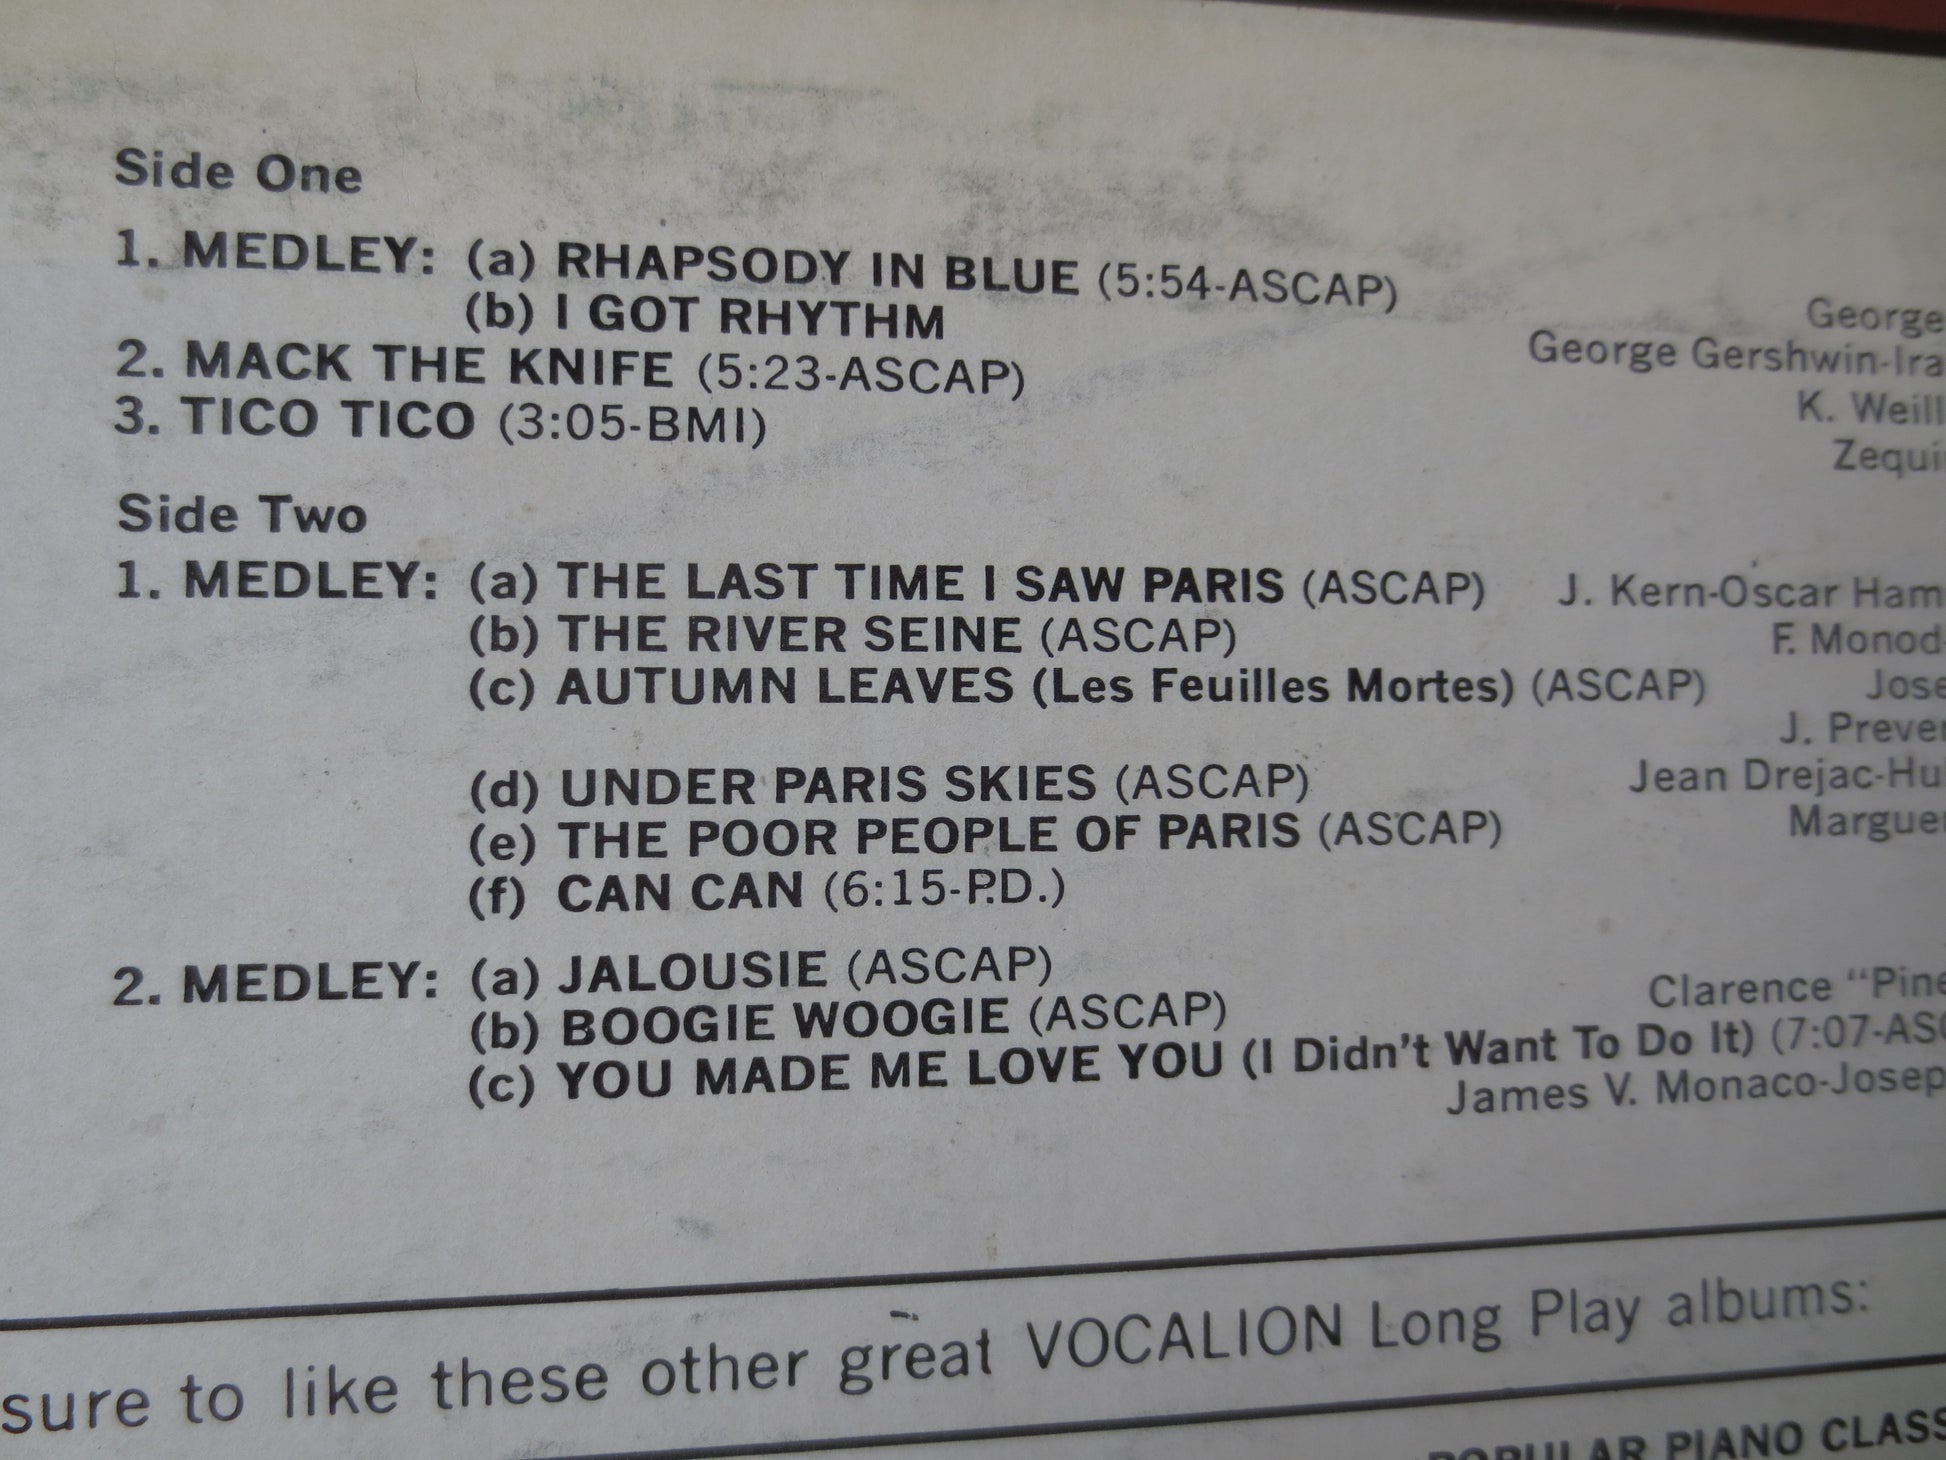 Side One
1. MEDLEY: (a) RHAPSODY IN BLUE (5:54-ASCAP) George
(b) I GOT RHYTHM George Gershwin-Ira
2. MACK THE KNIFE (5:23-ASCAP) K. Weill
3. TICO TICO (3:05-BMI) Zequi
Side Two
1. MEDLEY: (a) THE LAST TIME I SAW PARIS (ASCAP) J. Kern-Oscar Ham
(b) THE RIVER SEINE (ASCAP) F. Monod-
(c) AUTUMN LEAVES (Les Feuilles Mortes) (ASCAP) Jose
J. Prever
(d) UNDER PARIS SKIES (ASCAP) Jean Drejac-Hu
(e) THE POOR PEOPLE OF PARIS (ASCAP) Marguer
(f) CAN CAN (6:15-P.D.)
2. MEDLEY: (a) JALOUSIE (ASCAP)
(b) BOOGIE WOOGIE (ASCAP) Clarence "Pine
(c) YOU MADE ME LOVE YOU (I Didn't Want To Do It) (7:07-ASC
James V. Monaco-Josep
sure to like these other great VOCALION Long Play albums:
POPULAR PIANO CLASS